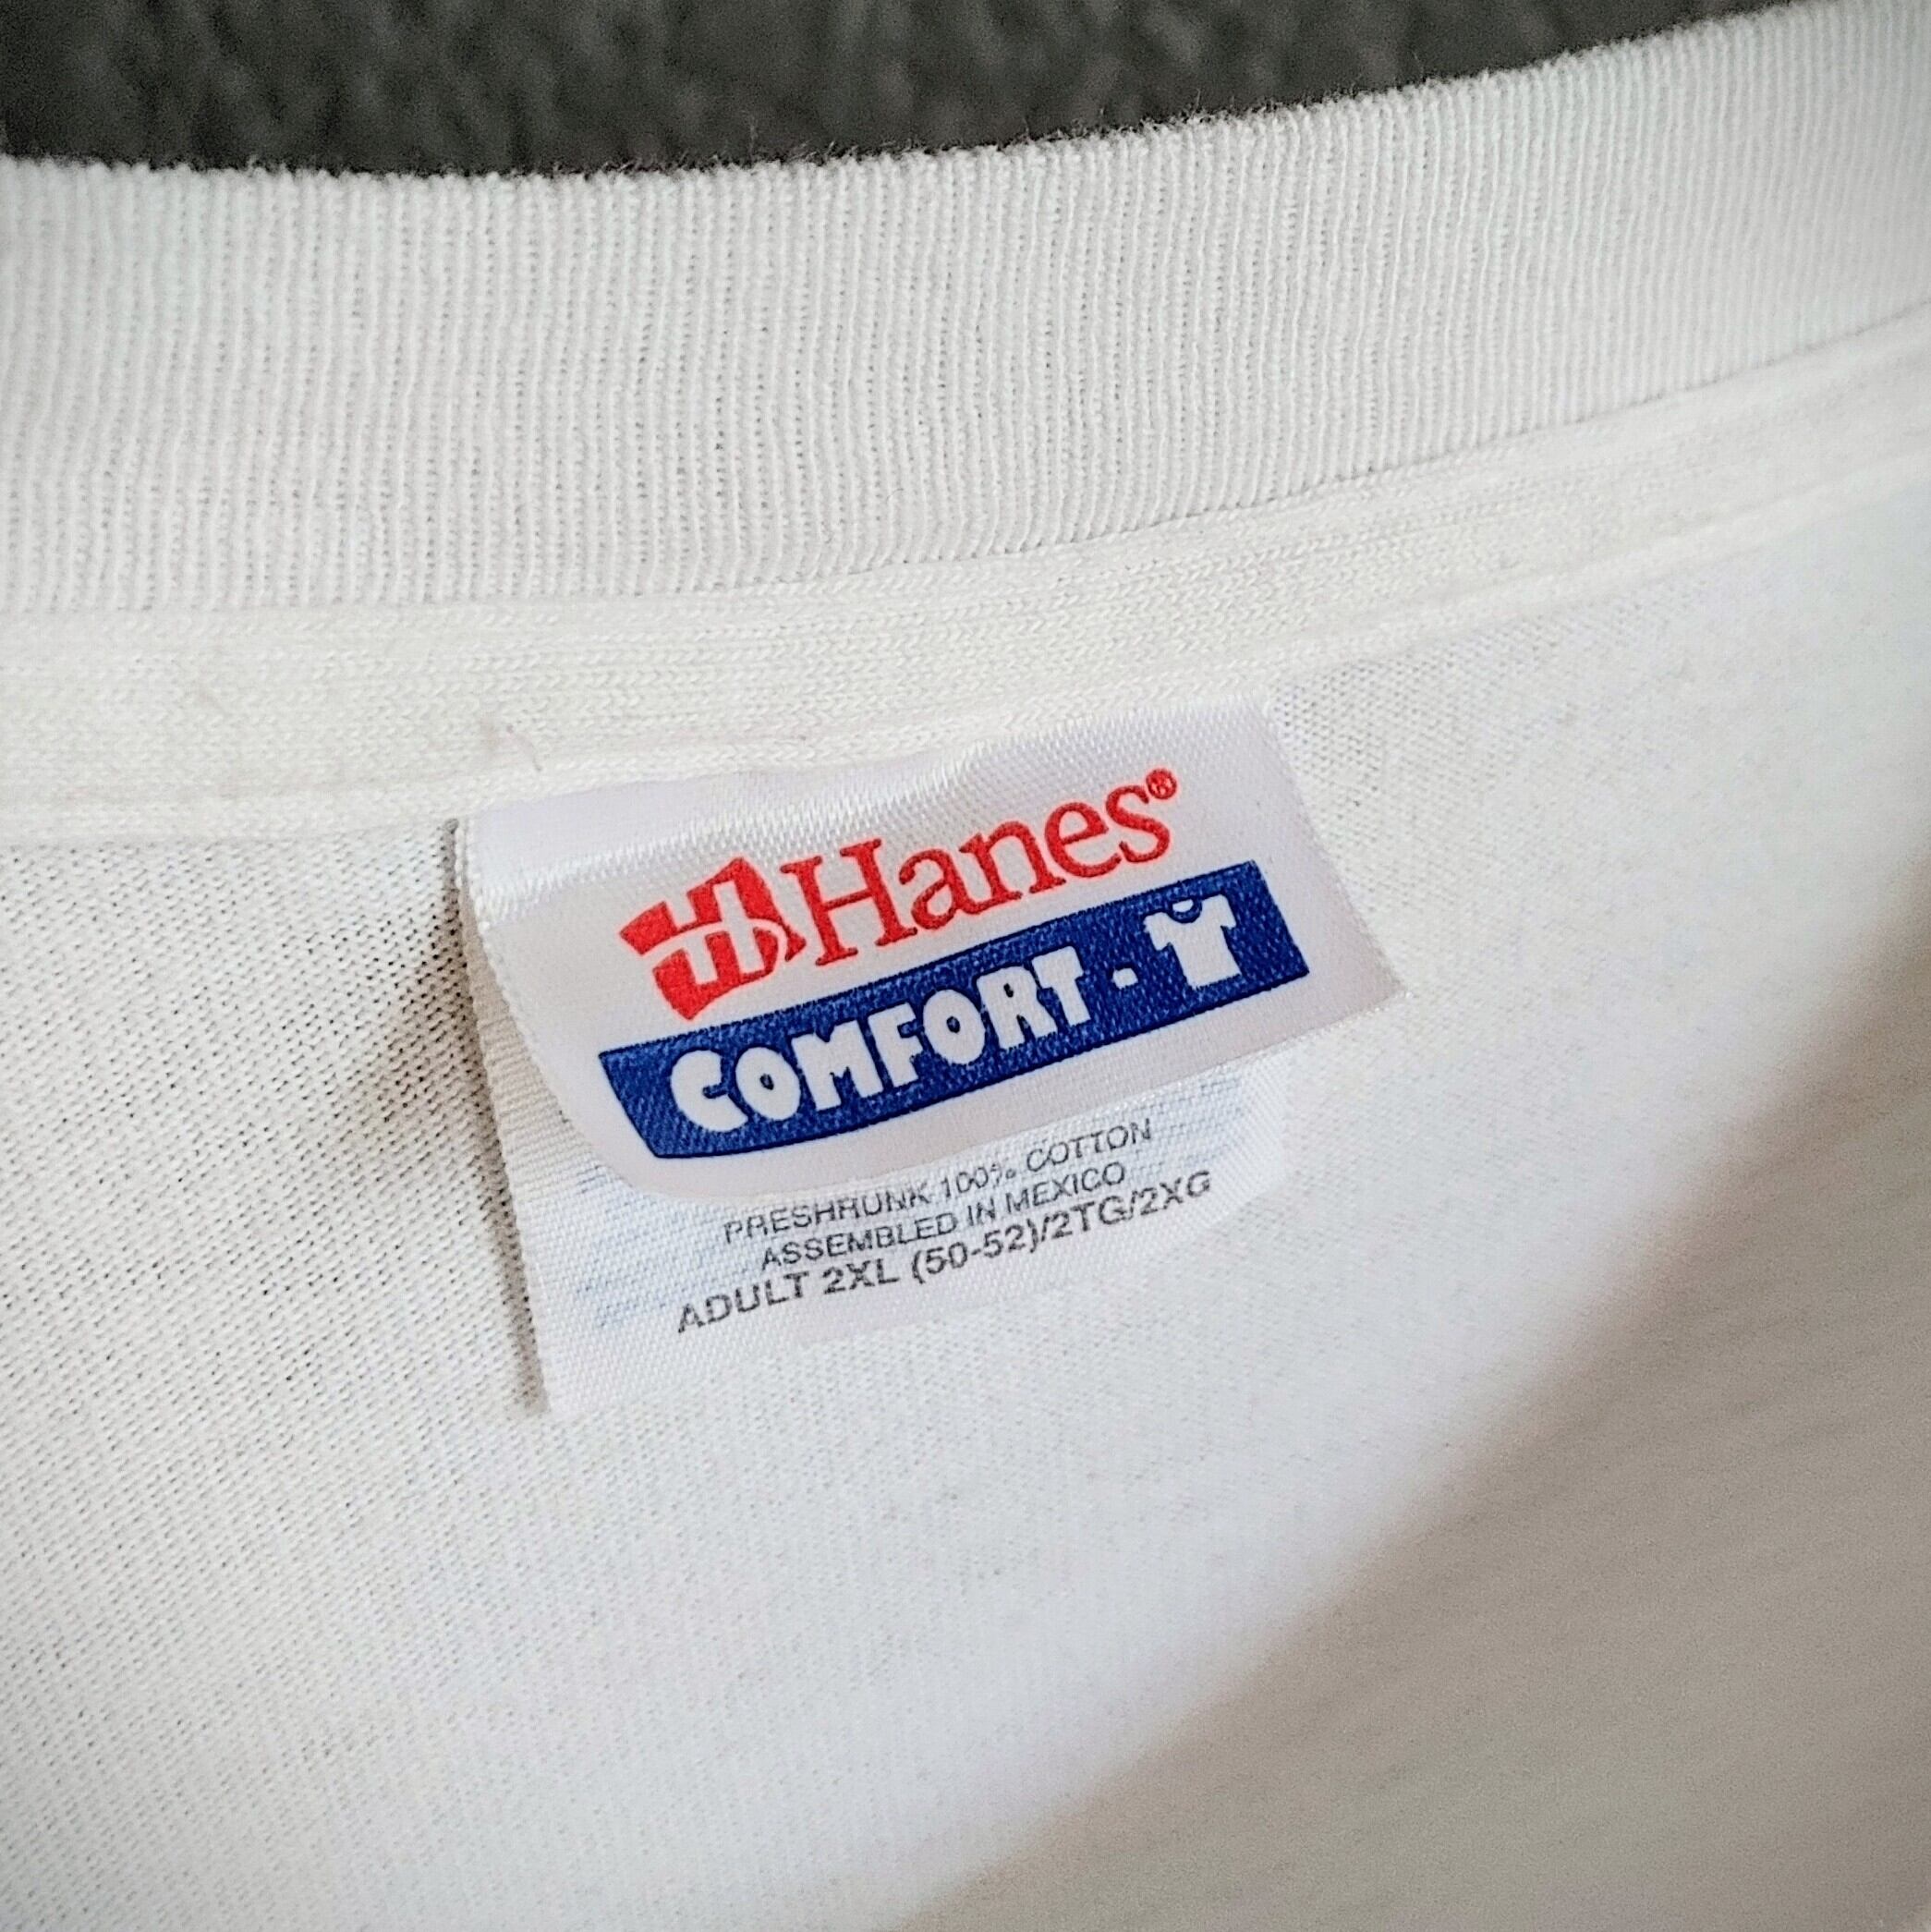 Hanes®
COMFORT-
PRESHRUNK 100% COTTON
ASSEMBLED IN MEXICO
ADULT 2XL (50-52)/2TG/2XG